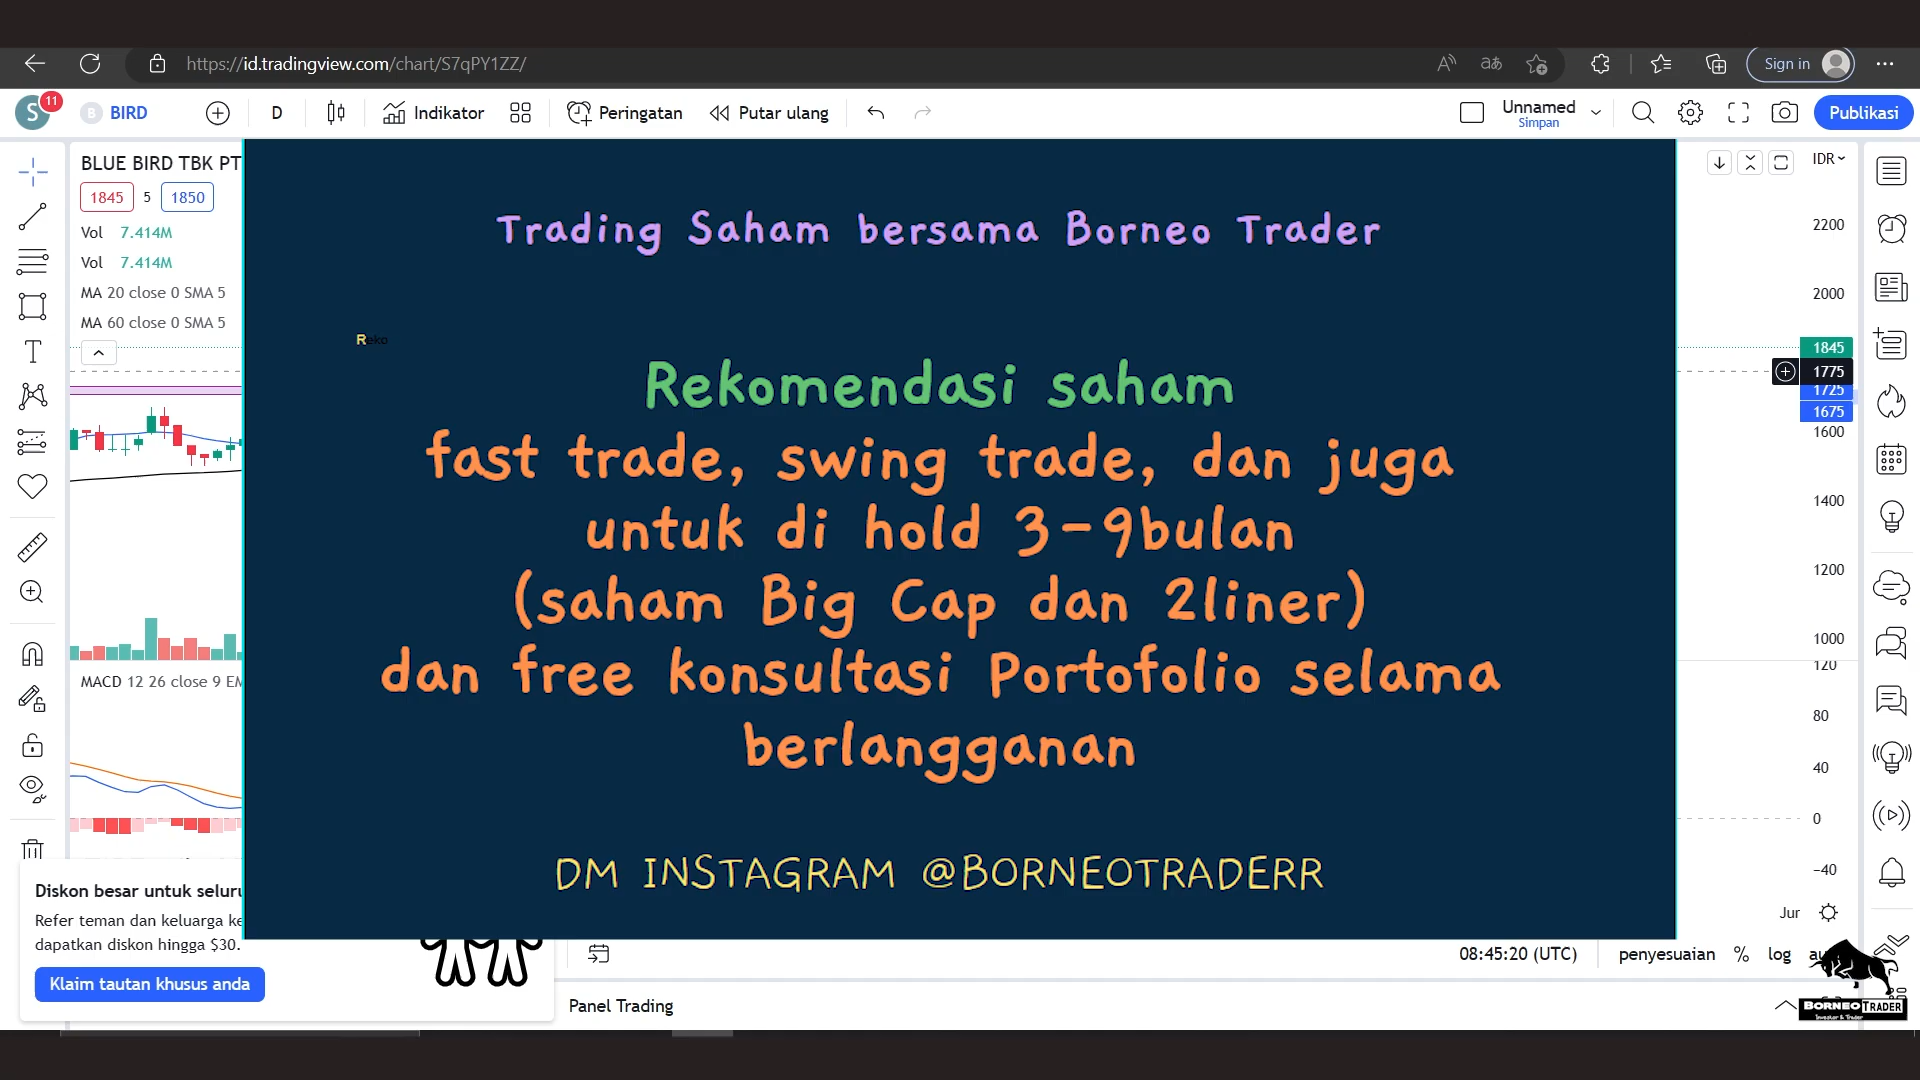 https://id.tradingview.com/chart/S7qPY1ZZ/
Sign in
S
11
B
BIRD
D
Indikator
Peringatan
Putar ulang
Unnamed
Simpan
Publikasi
BLUE BIRD TBK PT
1845
5
1850
Vol 7.414M
Vol 7.414M
MA 20 close 0 SMA 5
MA 60 close 0 SMA 5
MACD 12 26 close 9
Trading Saham bersama Borneo Trader
Reko
Rekomendasi saham
fast trade, swing trade, dan juga
untuk di hold 3-9bulan
(saham Big Cap dan 2liner)
dan free konsultasi Portofolio selama
berlangganan
DM INSTAGRAM @BORNEOTRADERR
IDR
2200
2000
1845
1775
1725
1675
1600
1400
1200
1000
120
80
40
0
−40
Jur
Diskon besar untuk
Refer teman dan keluarga
dapatkan diskon hingga $30.
Klaim tautan khusus anda
08:45:20 (UTC)
penyesuaian
%
log
Panel Trading
BORNEO TRADER
Investor & Trader